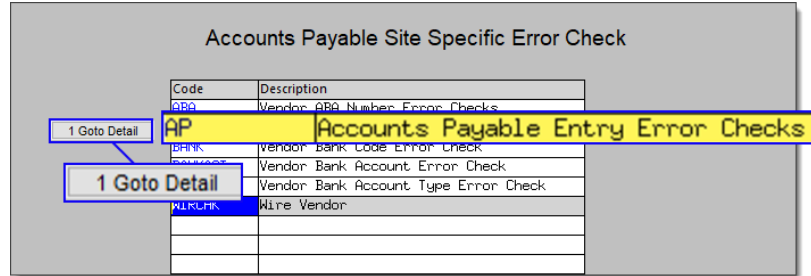 Accounts Payable Site Specific Error Check
Code Description
ABA Vendor ABA Number Error Checks
1 Goto Detail AP Accounts Payable Entry Error Checks
BANK Vendor Bank Code Error Check
Vendor Bank Account Error Check
1 Goto Detail Vendor Bank Account Type Error Check
WIRCHK Wire Vendor